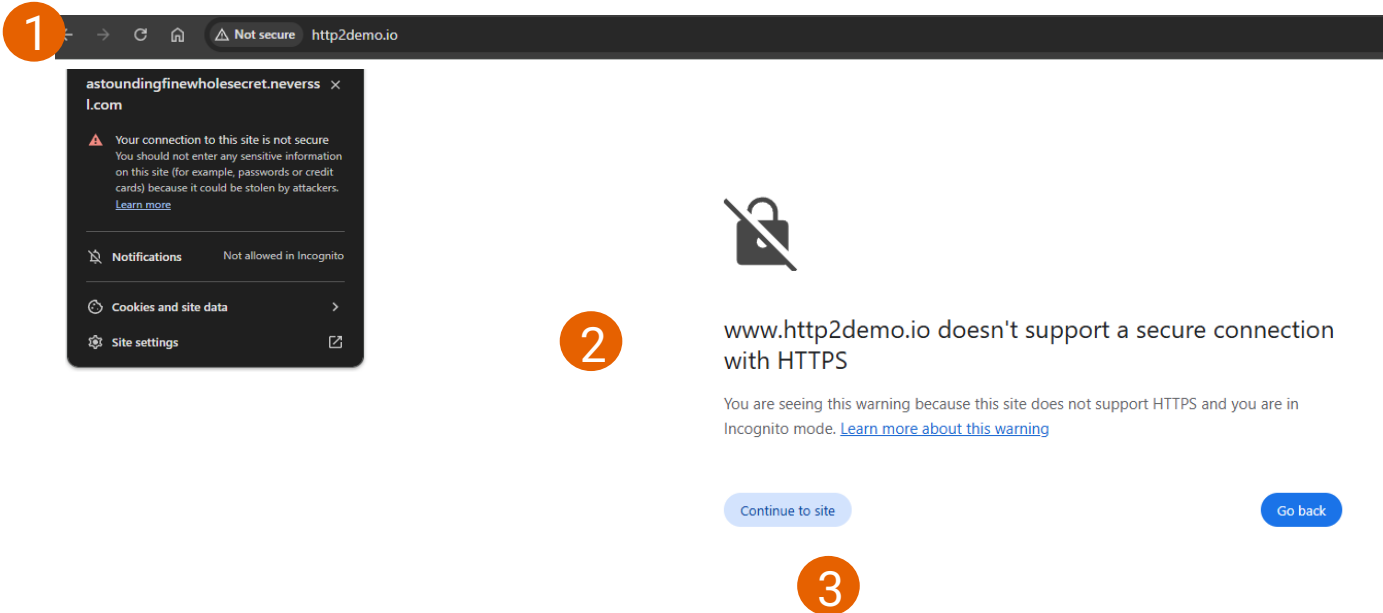 1
Not secure http2demo.io
astoundingfinewholesecret.neverss
l.com
Your connection to this site is not secure
You should not enter any sensitive information
on this site (for example, passwords or credit
cards) because it could be stolen by attackers.
Learn more
Notifications Not allowed in Incognito
Cookies and site data
Site settings
2
www.http2demo.io doesn't support a secure connection
with HTTPS
You are seeing this warning because this site does not support HTTPS and you are in
Incognito mode. Learn more about this warning
Continue to site Go back
3